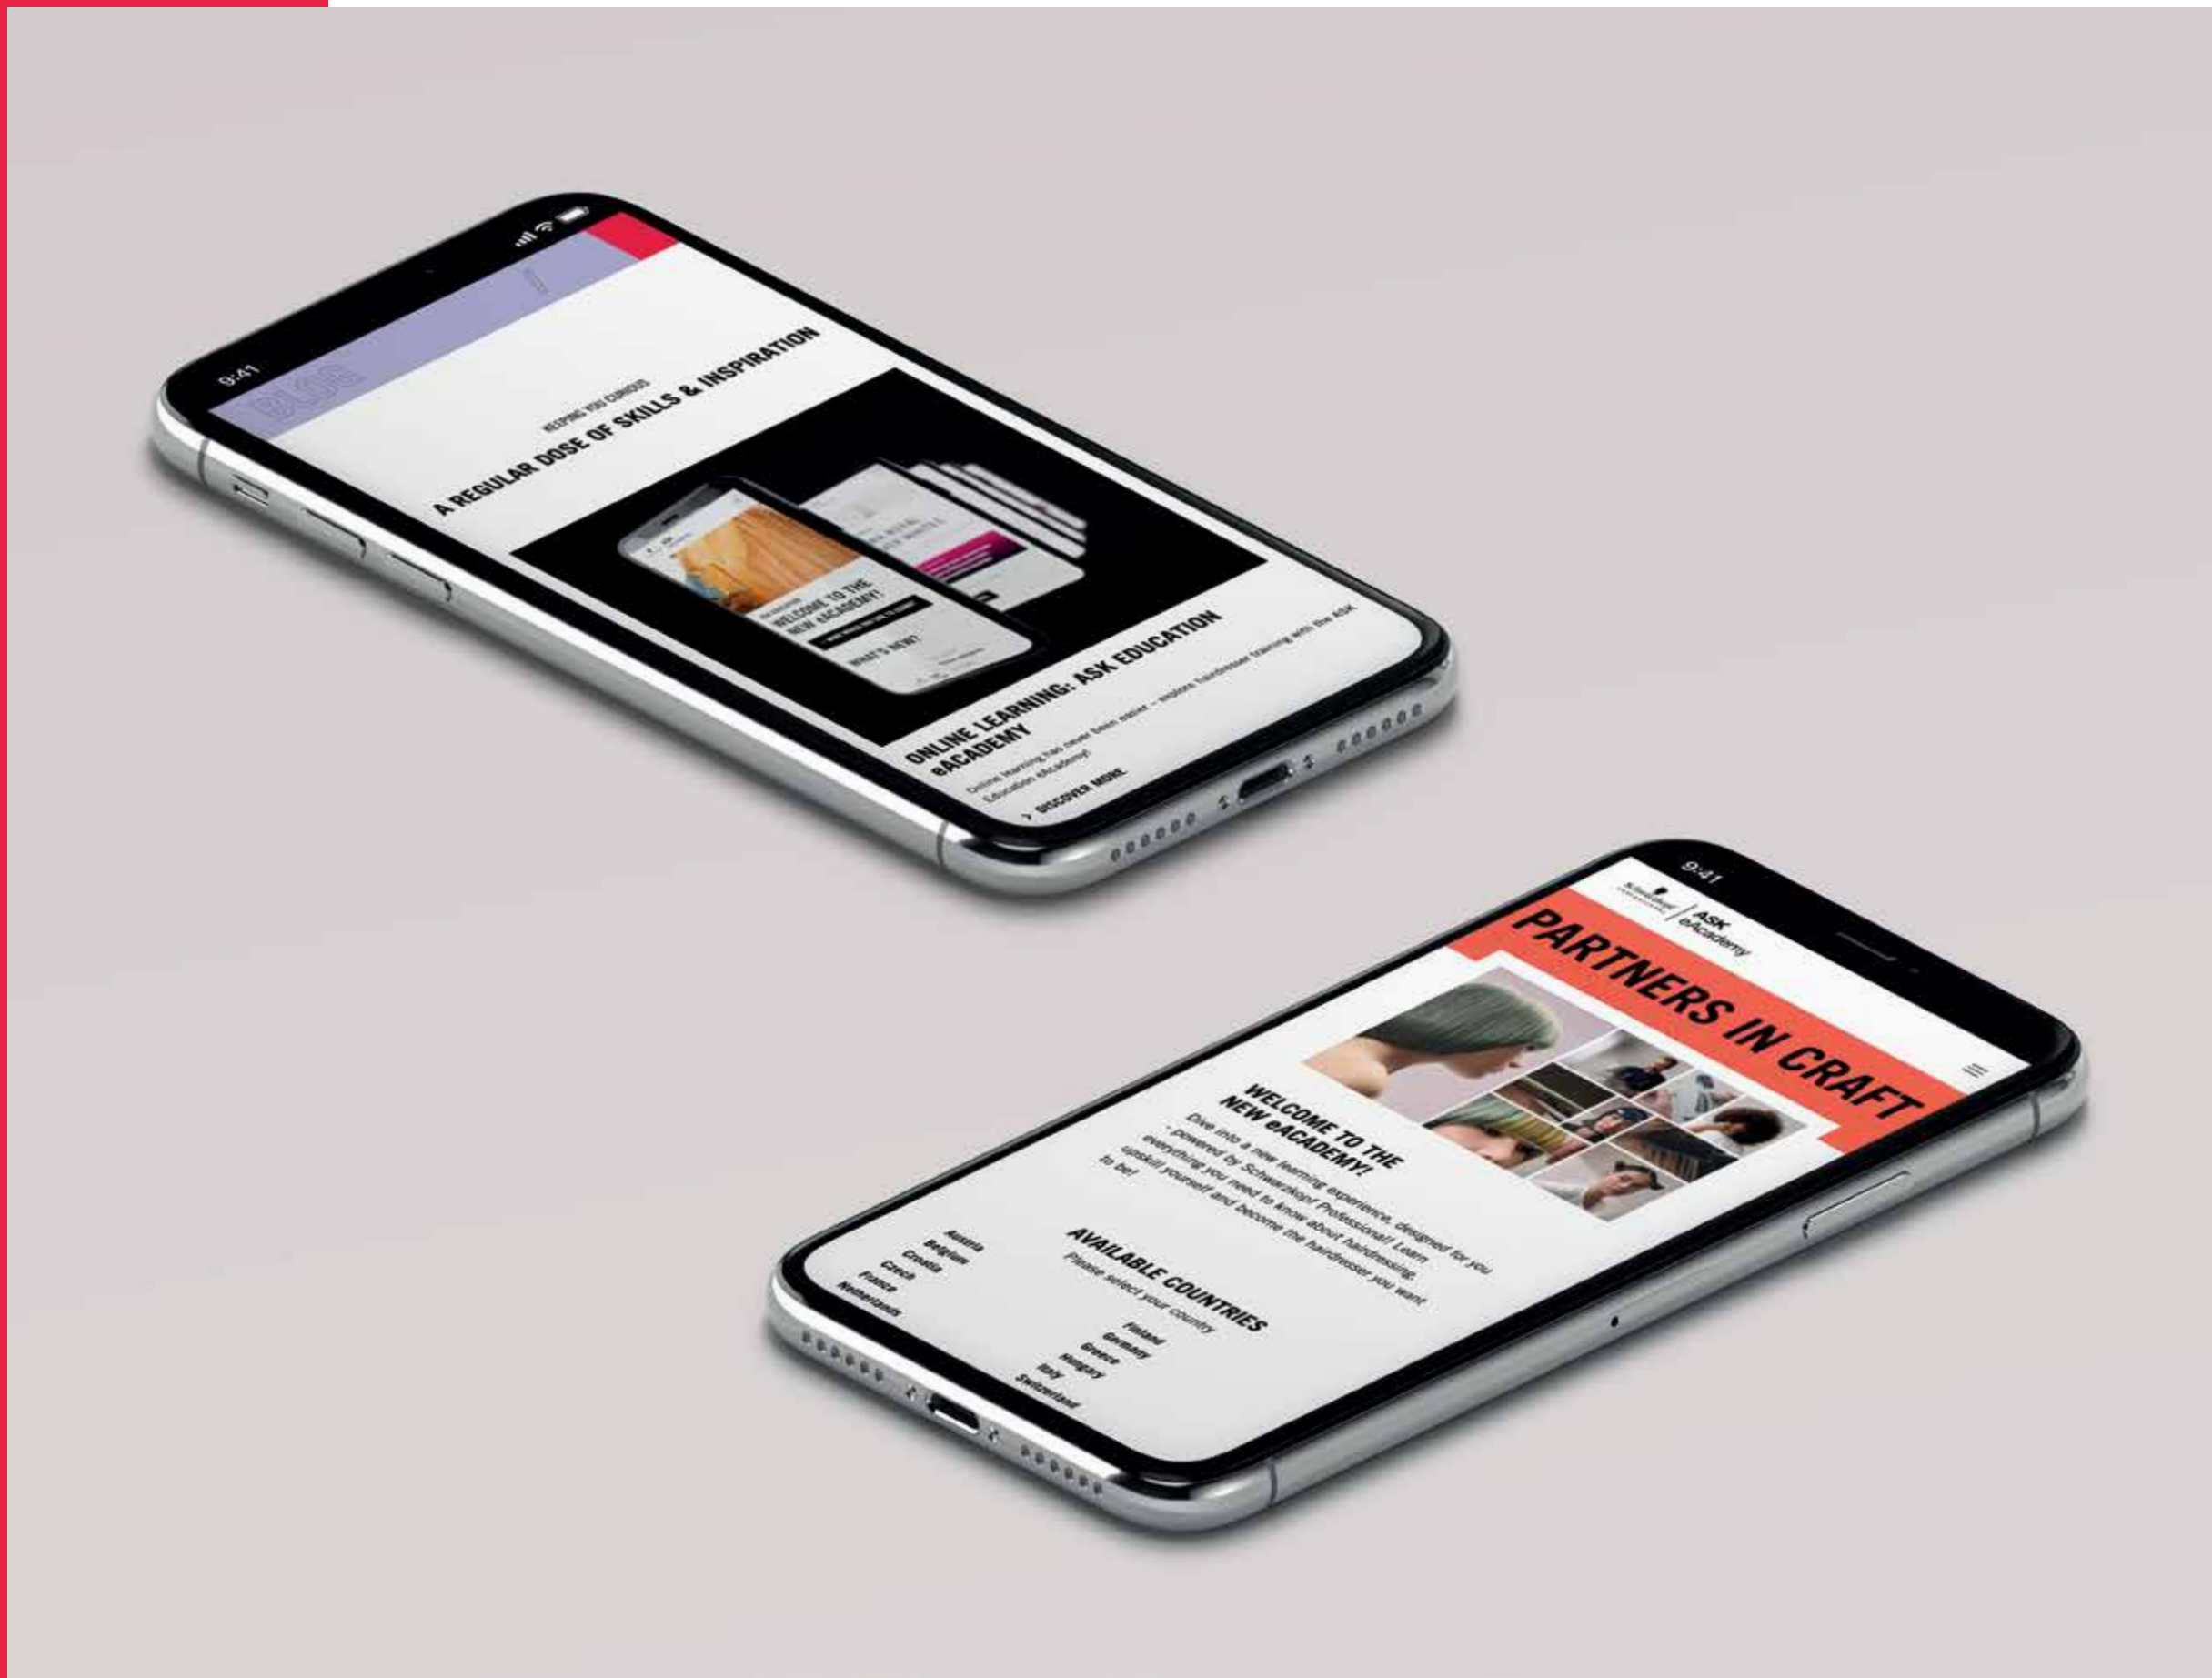 9:41
BLOG
KEEPING YOU CURIOUS
A REGULAR DOSE OF SKILLS & INSPIRATION
WELCOME TO THE
NEW eACADEMY!
WHAT'S NEW?
ONLINE LEARNING: ASK EDUCATION
eACADEMY
Online learning has never been easier – explore hairdresser training with the ASK
Education eAcademy!
> DISCOVER MORE
9:41
Schwarzkopf
PROFESSIONAL
ASK
eAcademy
PARTNERS IN CRAFT
WELCOME TO THE
NEW eACADEMY!
Dive into a new learning experience, designed for you
- powered by Schwarzkopf Professional! Learn
everything you need to know about hairdressing,
upskill yourself and become the hairdresser you want
to be!
AVAILABLE COUNTRIES
Please select your country
Austria
Belgium
Croatia
Czech
France
Netherlands
Finland
Germany
Greece
Hungary
Italy
Switzerland